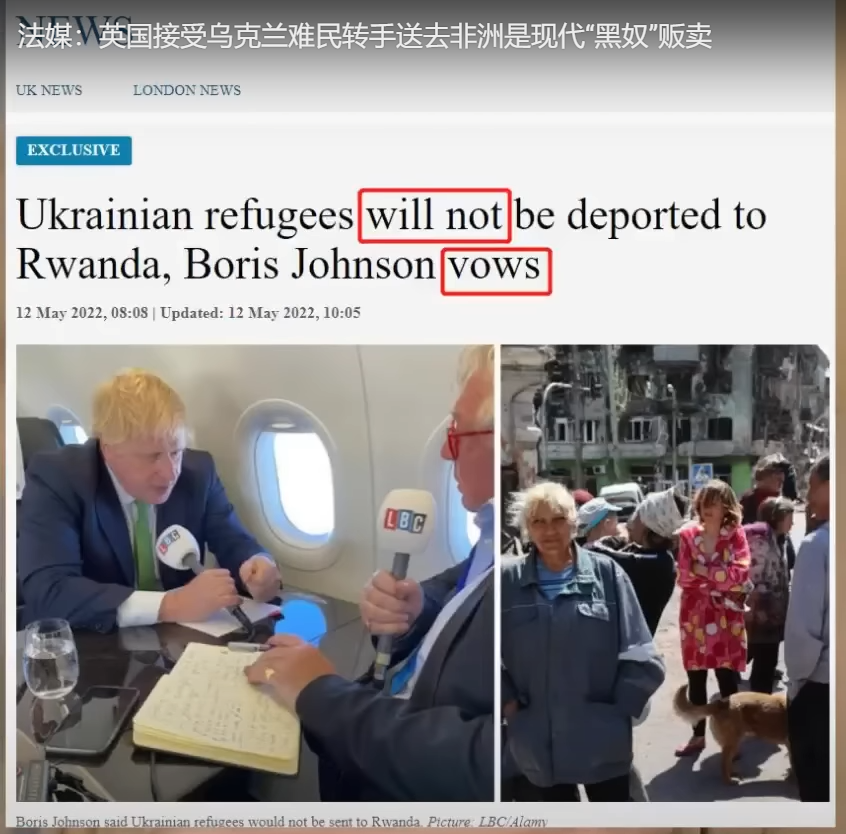 法媒：英国接受乌克兰难民转手送去非洲是现代“黑奴”贩卖
NEWS
UK NEWS LONDON NEWS
EXCLUSIVE
Ukrainian refugees will not be deported to
Rwanda, Boris Johnson vows
12 May 2022, 08:08 | Updated: 12 May 2022, 10:05
LBC
LBC
Boris Johnson said Ukrainian refugees would not be sent to Rwanda. Picture: LBC/Alamy